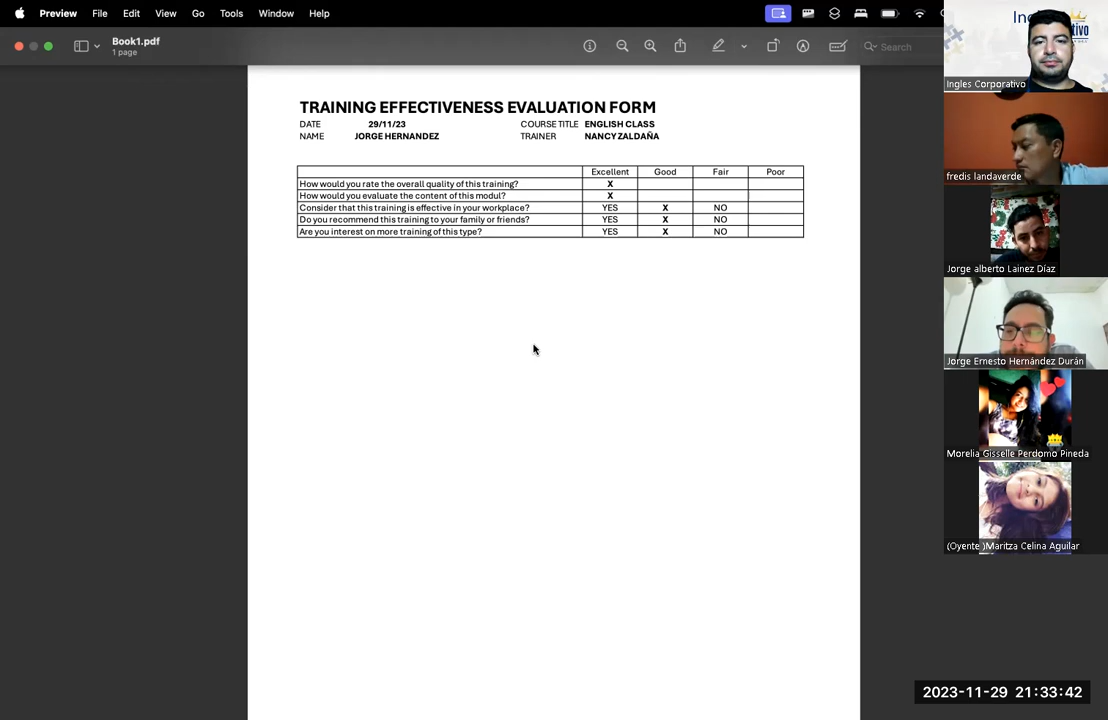 Preview File Edit View Go Tools Window Help
Book1.pdf
1 page
Search
TRAINING EFFECTIVENESS EVALUATION FORM
DATE 29/11/23 COURSE TITLE ENGLISH CLASS
NAME JORGE HERNANDEZ TRAINER NANCY ZALDAÑA
Excellent Good Fair Poor
How would you rate the overall quality of this training? X
How would you evaluate the content of this modul? X
Consider that this training is effective in your workplace? YES X NO
Do you recommend this training to your family or friends? YES X NO
Are you interest on more training of this type? YES X NO
Ingles Corporativo
fredis landaverde
Jorge alberto Lainez Díaz
Jorge Ernesto Hernández Durán
Morelia Gisselle Perdomo Pineda
(Oyente )Maritza Celina Aguilar
2023-11-29 21:33:42